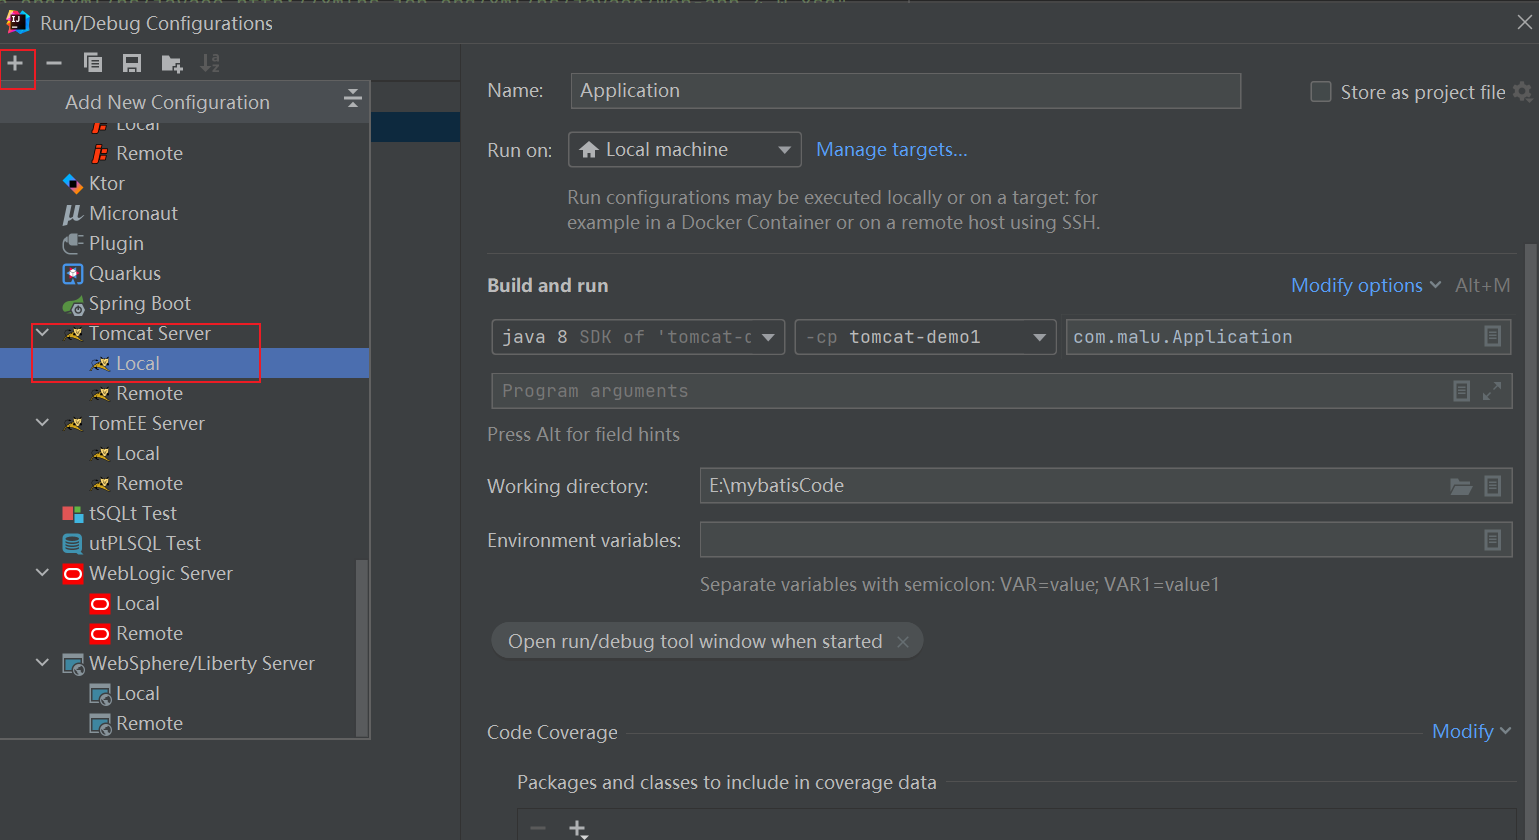 Run/Debug Configurations
Add New Configuration
Local
Remote
Ktor
Micronaut
Plugin
Quarkus
Spring Boot
Tomcat Server
Local
Remote
TomEE Server
Local
Remote
tSQLt Test
utPLSQL Test
WebLogic Server
Local
Remote
WebSphere/Liberty Server
Local
Remote
Name: Application Store as project file
Run on: Local machine Manage targets...
Run configurations may be executed locally or on a target: for
example in a Docker Container or on a remote host using SSH.
Build and run Modify options Alt+M
java 8 SDK of 'tomcat-c -cp tomcat-demo1 com.malu.Application
Program arguments
Press Alt for field hints
Working directory: E:\mybatisCode
Environment variables:
Separate variables with semicolon: VAR=value; VAR1=value1
Open run/debug tool window when started
Code Coverage Modify
Packages and classes to include in coverage data